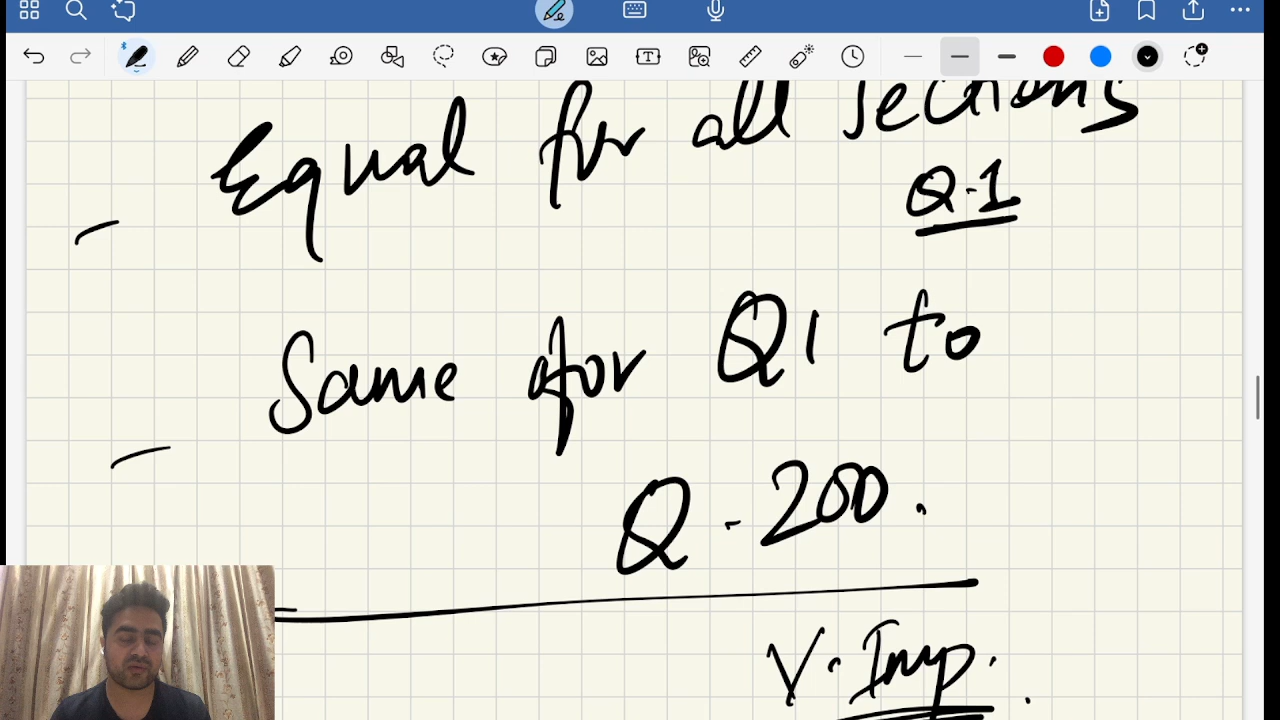 - Equal for all sections
Q.1
- Same for Q1 to
Q.200.
V.Imp.